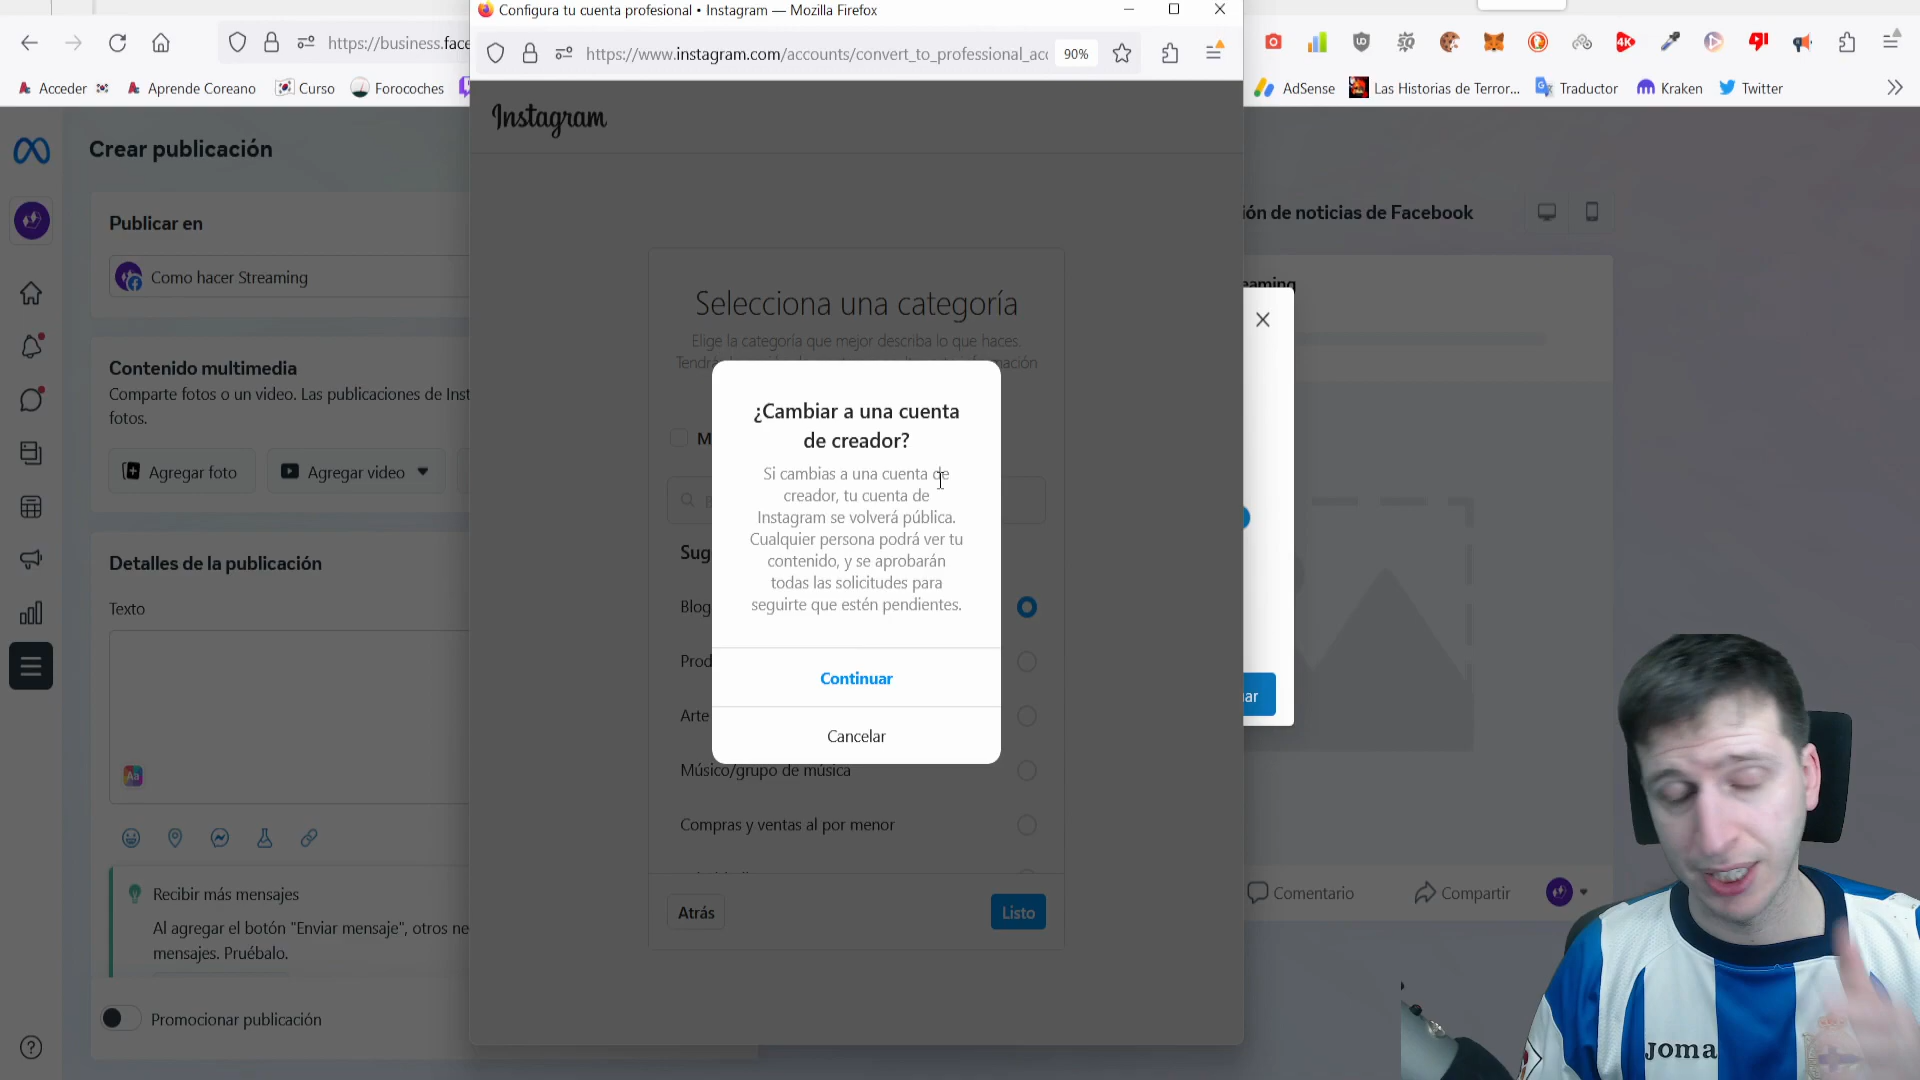 Configura tu cuenta profesional • Instagram — Mozilla Firefox
https://business.face
https://www.instagram.com/accounts/convert_to_professional_acc
90%
Acceder
Aprende Coreano
Curso
Forocoches
AdSense
Las Historias de Terror...
Traductor
Kraken
Twitter
Instagram
Crear publicación
Publicar en
Como hacer Streaming
Contenido multimedia
Comparte fotos o un video. Las publicaciones de Inst
fotos.
Agregar foto
Agregar video
Detalles de la publicación
Texto
Aa
Recibir más mensajes
Al agregar el botón "Enviar mensaje", otros ne
mensajes. Pruébalo.
Promocionar publicación
Selecciona una categoría
Elige la categoría que mejor describa lo que haces.
Sug
Blog
Prod
Arte
Músico/grupo de música
Compras y ventas al por menor
Atrás
Listo
¿Cambiar a una cuenta
de creador?
Si cambias a una cuenta de
creador, tu cuenta de
Instagram se volverá pública.
Cualquier persona podrá ver tu
contenido, y se aprobarán
todas las solicitudes para
seguirte que estén pendientes.
Continuar
Cancelar
ión de noticias de Facebook
eaming
ar
Comentario
Compartir
Joma